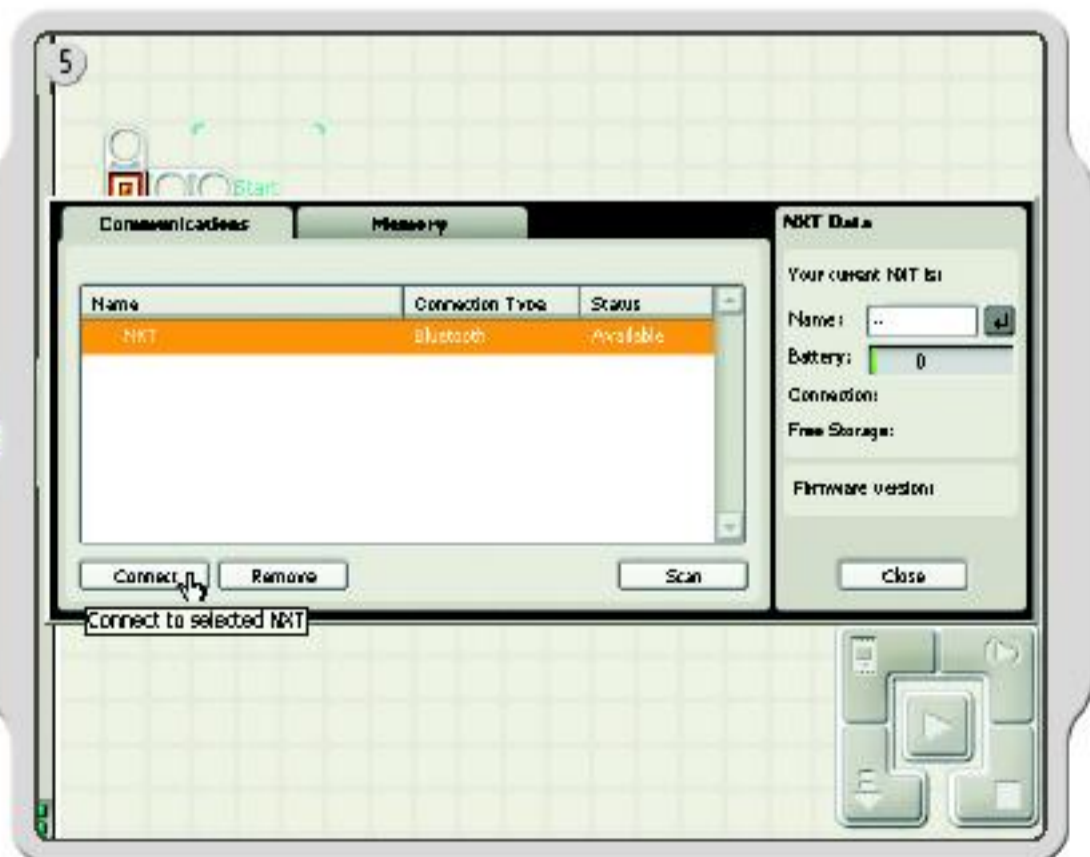 5
Start
Communications
Memory
Name
Connection Type
Status
NXT
Bluetooth
Available
Connect
Remove
Scan
Connect to selected NXT
NXT Data
Your current NXT is:
Name: --
Battery: 0
Connection:
Free Storage:
Firmware version:
Close